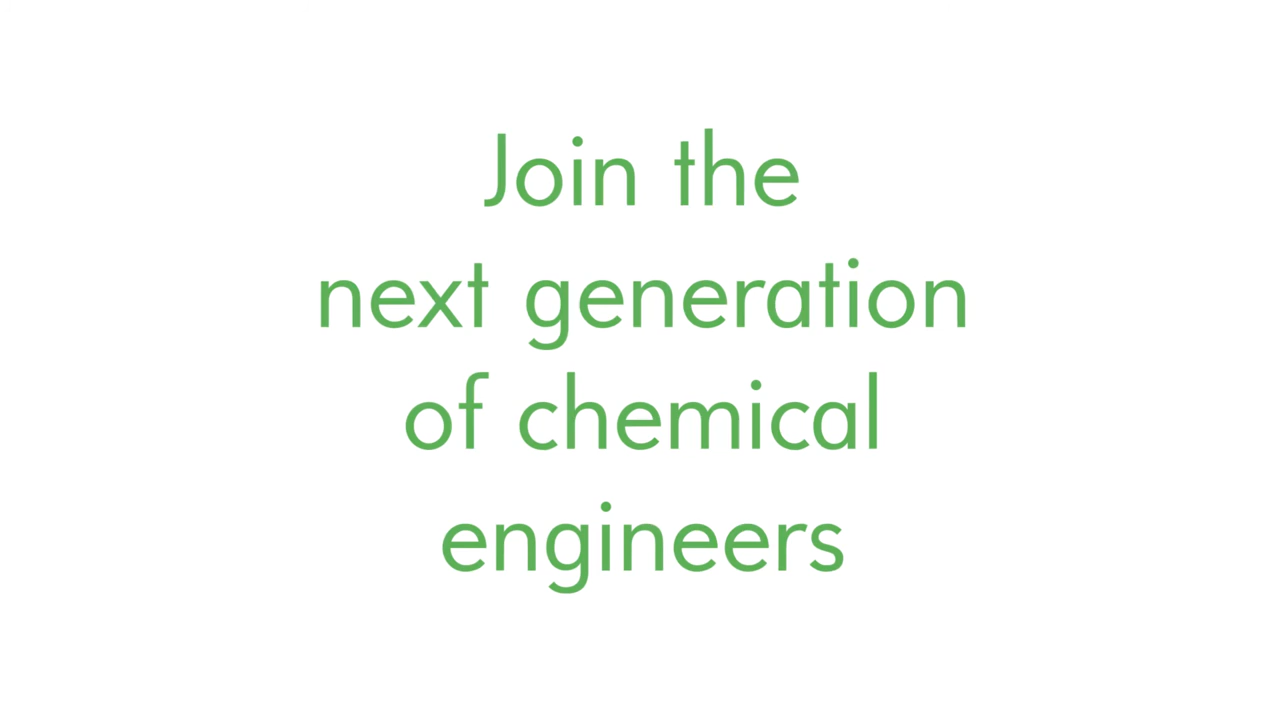 Join the
next generation
of chemical
engineers